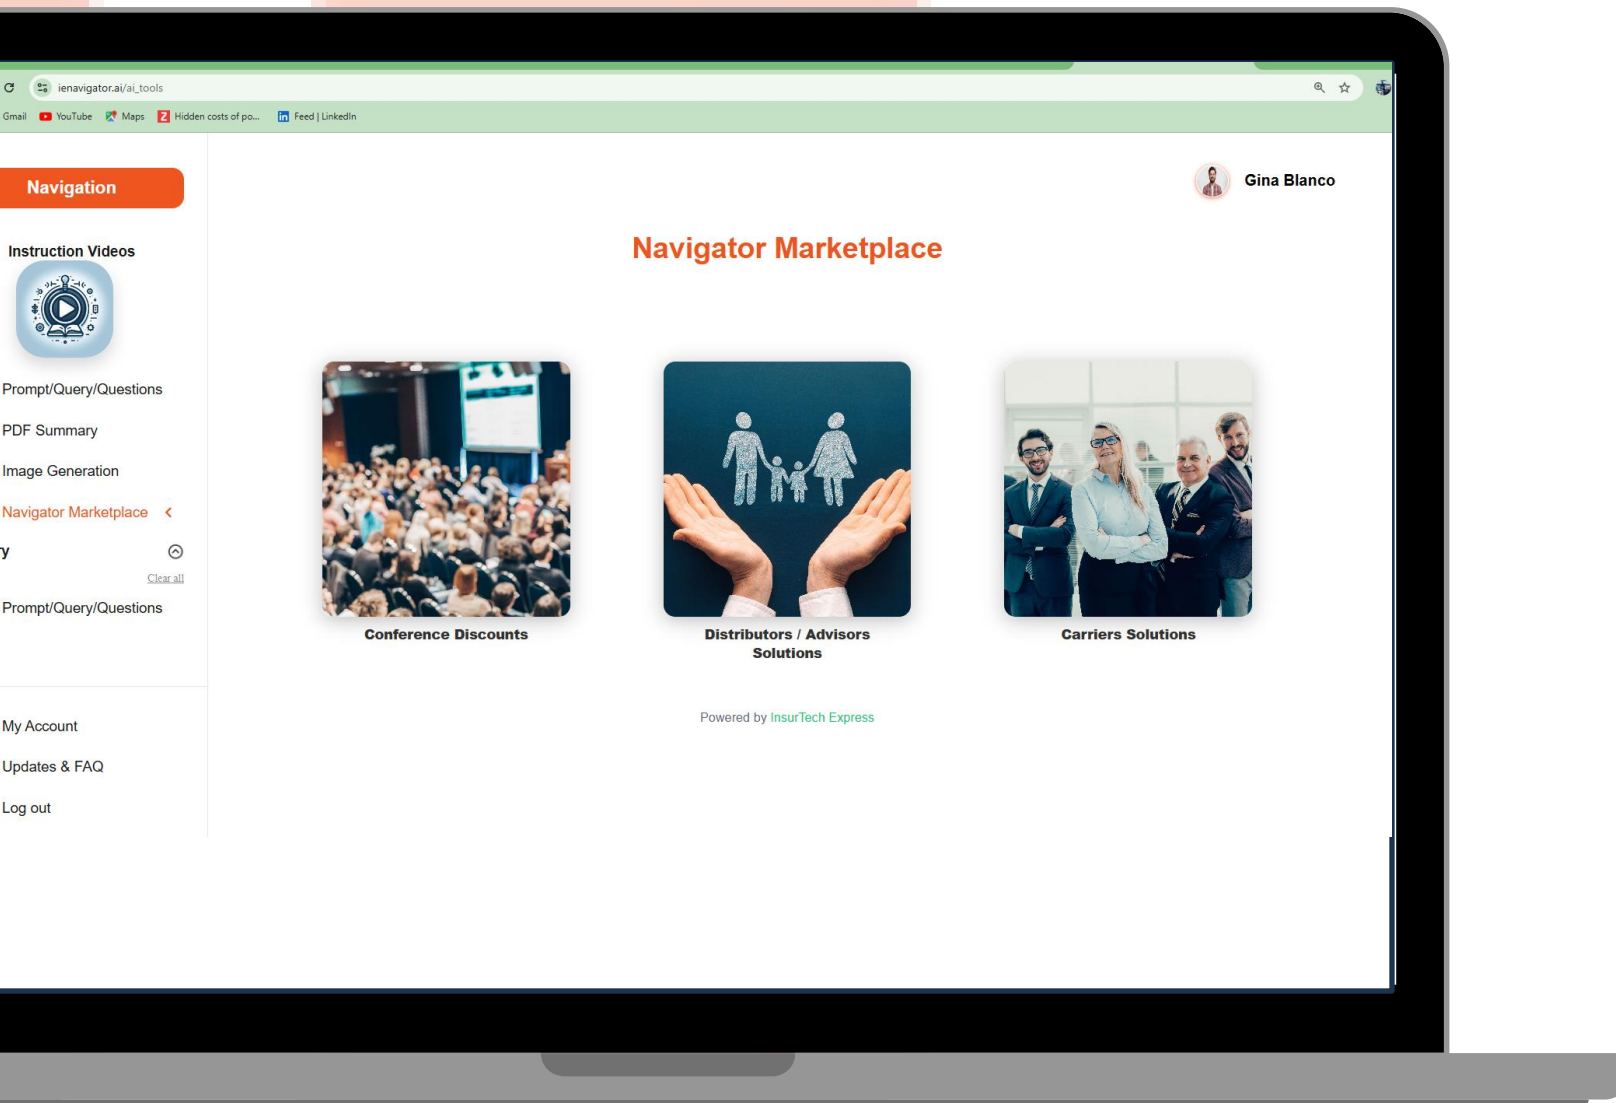 ienavigator.ai/ai_tools
Gmail YouTube Maps Z Hidden costs of po... in Feed | LinkedIn
Navigation
Gina Blanco
Navigator Marketplace
Instruction Videos
Prompt/Query/Questions
PDF Summary
Image Generation
Navigator Marketplace
ry
Clear all
Prompt/Query/Questions
My Account
Updates & FAQ
Log out
Conference Discounts
Distributors / Advisors
Solutions
Carriers Solutions
Powered by InsurTech Express